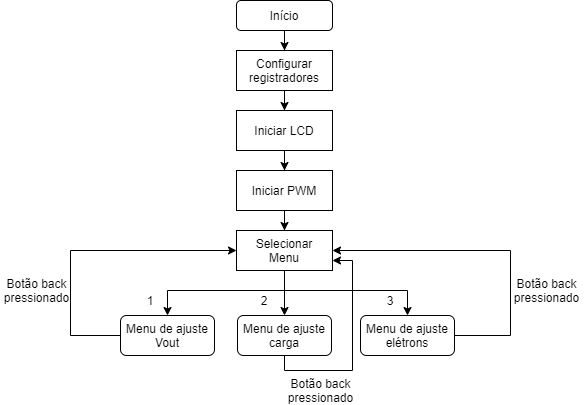 Início
Configurar
registradores
Iniciar LCD
Iniciar PWM
Selecionar
Menu
Botão back
pressionado
Botão back
pressionado
1
2
3
Menu de ajuste
Vout
Menu de ajuste
carga
Menu de ajuste
elétrons
Botão back
pressionado